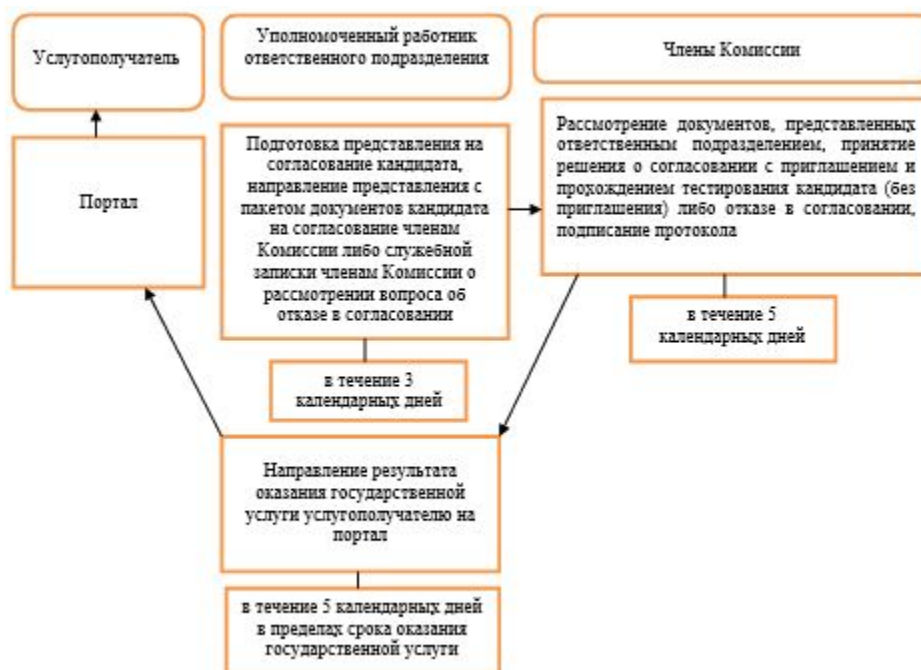 Услугополучатель
Уполномоченный работник
ответственного подразделения
Члены Комиссии
Портал
Подготовка представления на
согласование кандидата,
направление представления с
пакетом документов кандидата
на согласование членам
Комиссии либо служебной
записки членам Комиссии о
рассмотрении вопроса об
отказе в согласовании
Рассмотрение документов, представленных
ответственным подразделением, принятие
решения о согласовании с приглашением и
прохождением тестирования кандидата (без
приглашения) либо отказе в согласовании,
подписание протокола
в течение 3
календарных дней
в течение 5
календарных дней
Направление результата
оказания государственной
услуги услугополучателю на
портал
в течение 5 календарных дней
в пределах срока оказания
государственной услуги